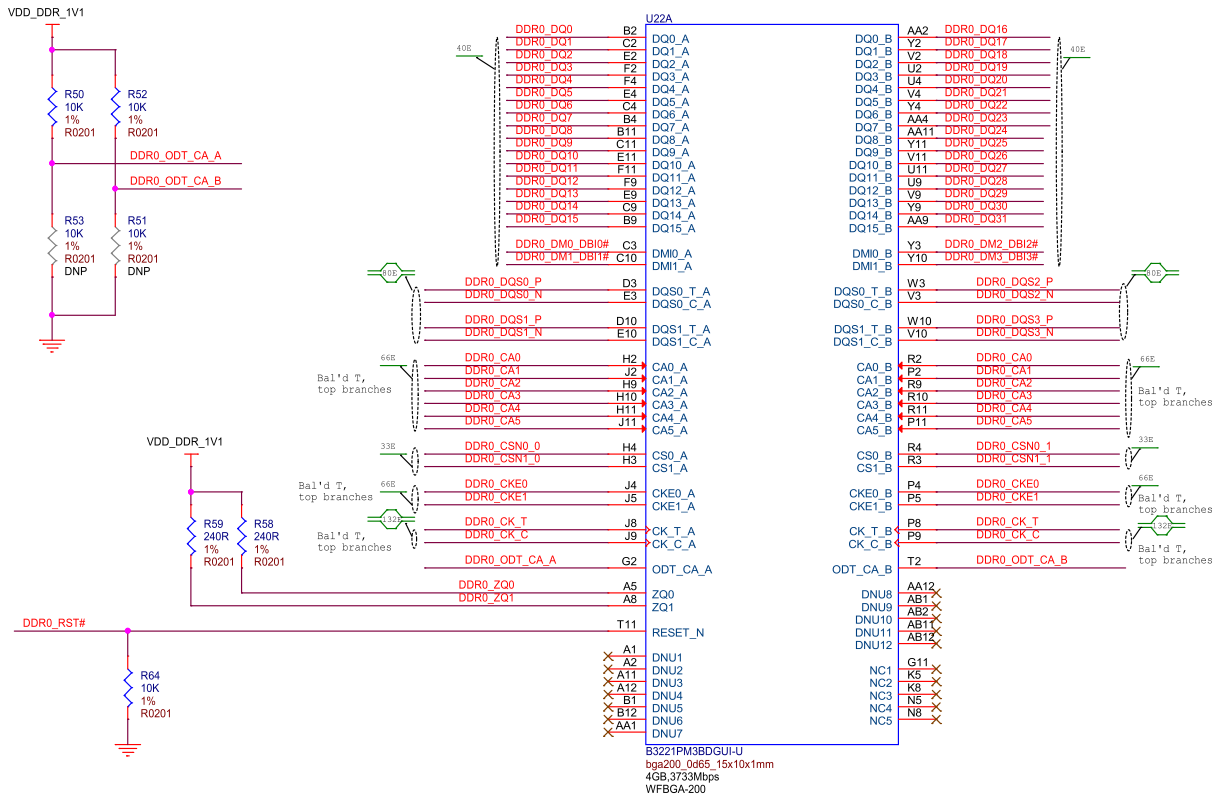 VDD_DDR_1V1
R50
10K
1%
R0201
R52
10K
1%
R0201
DDR0_ODT_CA_A
DDR0_ODT_CA_B
R53
10K
1%
R0201
DNP
R51
10K
1%
R0201
DNP
VDD_DDR_1V1
R59
240R
1%
R0201
R58
240R
1%
R0201
DDR0_RST#
R64
10K
1%
R0201
U22A
40E
DDR0_DQ0 B2 DQ0_A
DDR0_DQ1 C2 DQ1_A
DDR0_DQ2 E2 DQ2_A
DDR0_DQ3 F2 DQ3_A
DDR0_DQ4 F4 DQ4_A
DDR0_DQ5 E4 DQ5_A
DDR0_DQ6 C4 DQ6_A
DDR0_DQ7 B4 DQ7_A
DDR0_DQ8 B11 DQ8_A
DDR0_DQ9 C11 DQ9_A
DDR0_DQ10 E11 DQ10_A
DDR0_DQ11 F11 DQ11_A
DDR0_DQ12 F9 DQ12_A
DDR0_DQ13 E9 DQ13_A
DDR0_DQ14 C9 DQ14_A
DDR0_DQ15 B9 DQ15_A
DDR0_DM0_DBI0# C3 DMI0_A
DDR0_DM1_DBI1# C10 DMI1_A
80E
DDR0_DQS0_P D3 DQS0_T_A
DDR0_DQS0_N E3 DQS0_C_A
DDR0_DQS1_P D10 DQS1_T_A
DDR0_DQS1_N E10 DQS1_C_A
66E
Bal'd T,
top branches
DDR0_CA0 H2 CA0_A
DDR0_CA1 J2 CA1_A
DDR0_CA2 H9 CA2_A
DDR0_CA3 H10 CA3_A
DDR0_CA4 H11 CA4_A
DDR0_CA5 J11 CA5_A
33E
DDR0_CSN0_0 H4 CS0_A
DDR0_CSN1_0 H3 CS1_A
Bal'd T,
top branches
66E
DDR0_CKE0 J4 CKE0_A
DDR0_CKE1 J5 CKE1_A
132E
Bal'd T,
top branches
DDR0_CK_T J8 CK_T_A
DDR0_CK_C J9 CK_C_A
DDR0_ODT_CA_A G2 ODT_CA_A
DDR0_ZQ0 A5 ZQ0
DDR0_ZQ1 A8 ZQ1
T11 RESET_N
A1 DNU1
A2 DNU2
A11 DNU3
A12 DNU4
B1 DNU5
B12 DNU6
AA1 DNU7
40E
DQ0_B AA2 DDR0_DQ16
DQ1_B Y2 DDR0_DQ17
DQ2_B V2 DDR0_DQ18
DQ3_B U2 DDR0_DQ19
DQ4_B U4 DDR0_DQ20
DQ5_B V4 DDR0_DQ21
DQ6_B Y4 DDR0_DQ22
DQ7_B AA4 DDR0_DQ23
DQ8_B AA11 DDR0_DQ24
DQ9_B Y11 DDR0_DQ25
DQ10_B V11 DDR0_DQ26
DQ11_B U11 DDR0_DQ27
DQ12_B U9 DDR0_DQ28
DQ13_B V9 DDR0_DQ29
DQ14_B Y9 DDR0_DQ30
DQ15_B AA9 DDR0_DQ31
DMI0_B Y3 DDR0_DM2_DBI2#
DMI1_B Y10 DDR0_DM3_DBI3#
80E
DQS0_T_B W3 DDR0_DQS2_P
DQS0_C_B V3 DDR0_DQS2_N
DQS1_T_B W10 DDR0_DQS3_P
DQS1_C_B V10 DDR0_DQS3_N
66E
Bal'd T,
top branches
CA0_B R2 DDR0_CA0
CA1_B P2 DDR0_CA1
CA2_B R9 DDR0_CA2
CA3_B R10 DDR0_CA3
CA4_B R11 DDR0_CA4
CA5_B P11 DDR0_CA5
33E
CS0_B R4 DDR0_CSN0_1
CS1_B R3 DDR0_CSN1_1
66E
Bal'd T,
top branches
CKE0_B P4 DDR0_CKE0
CKE1_B P5 DDR0_CKE1
132E
Bal'd T,
top branches
CK_T_B P8 DDR0_CK_T
CK_C_B P9 DDR0_CK_C
ODT_CA_B T2 DDR0_ODT_CA_B
DNU8 AA12
DNU9 AB1
DNU10 AB2
DNU11 AB11
DNU12 AB12
NC1 G11
NC2 K5
NC3 K8
NC4 N5
NC5 N8
B3221PM3BDGUI-U
bga200_0d65_15x10x1mm
4GB,3733Mbps
WFBGA-200